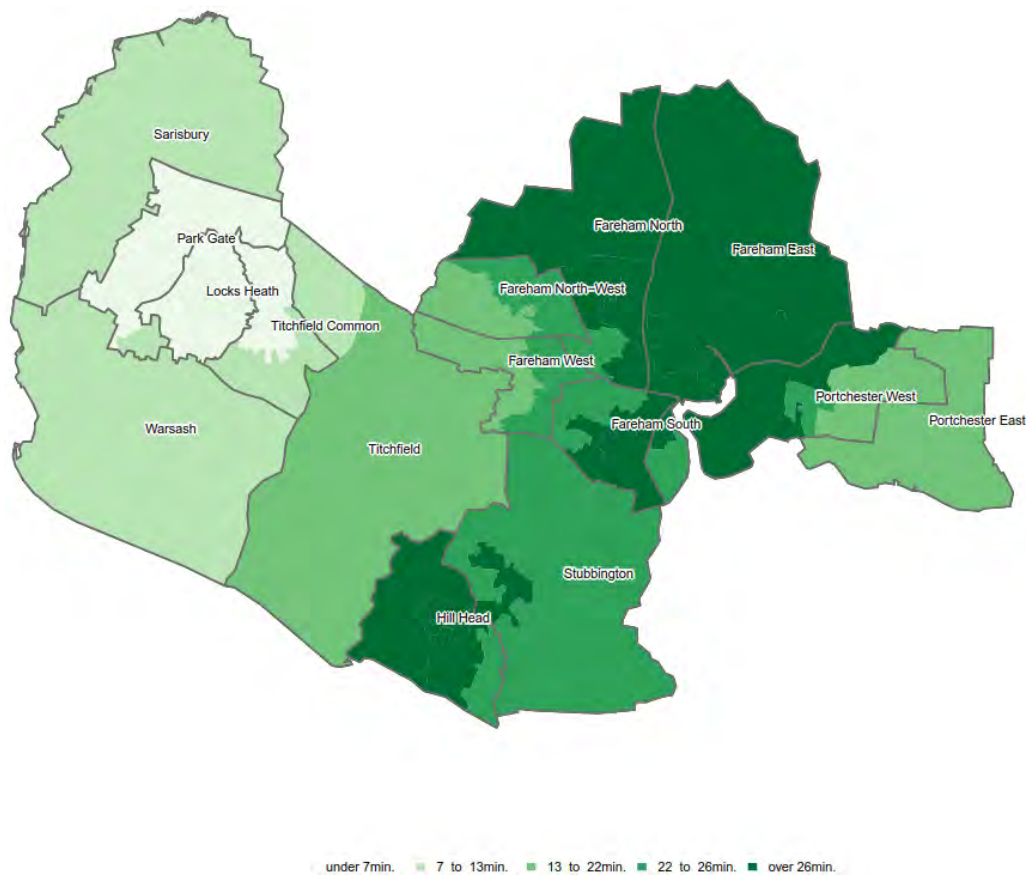 Sarisbury
Park Gate
Fareham North
Fareham East
Locks Heath
Fareham North-West
Titchfield Common
Fareham West
Portchester West
Warsash
Titchfield
Fareham South
Portchester East
Stubbington
Hill Head
under 7min. 7 to 13min. 13 to 22min. 22 to 26min. over 26min.